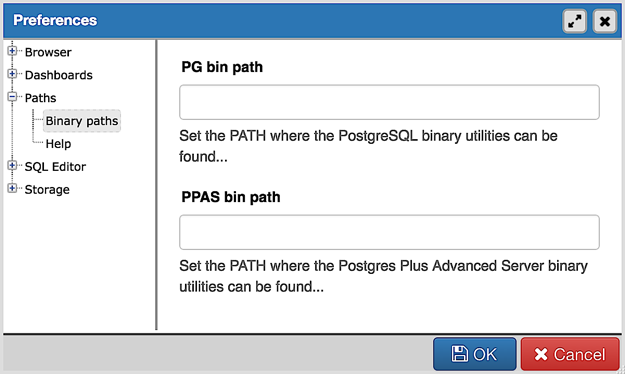 Preferences
Browser
Dashboards
Paths
Binary paths
Help
SQL Editor
Storage
PG bin path
Set the PATH where the PostgreSQL binary utilities can be
found...
PPAS bin path
Set the PATH where the Postgres Plus Advanced Server binary
utilities can be found...
OK
Cancel